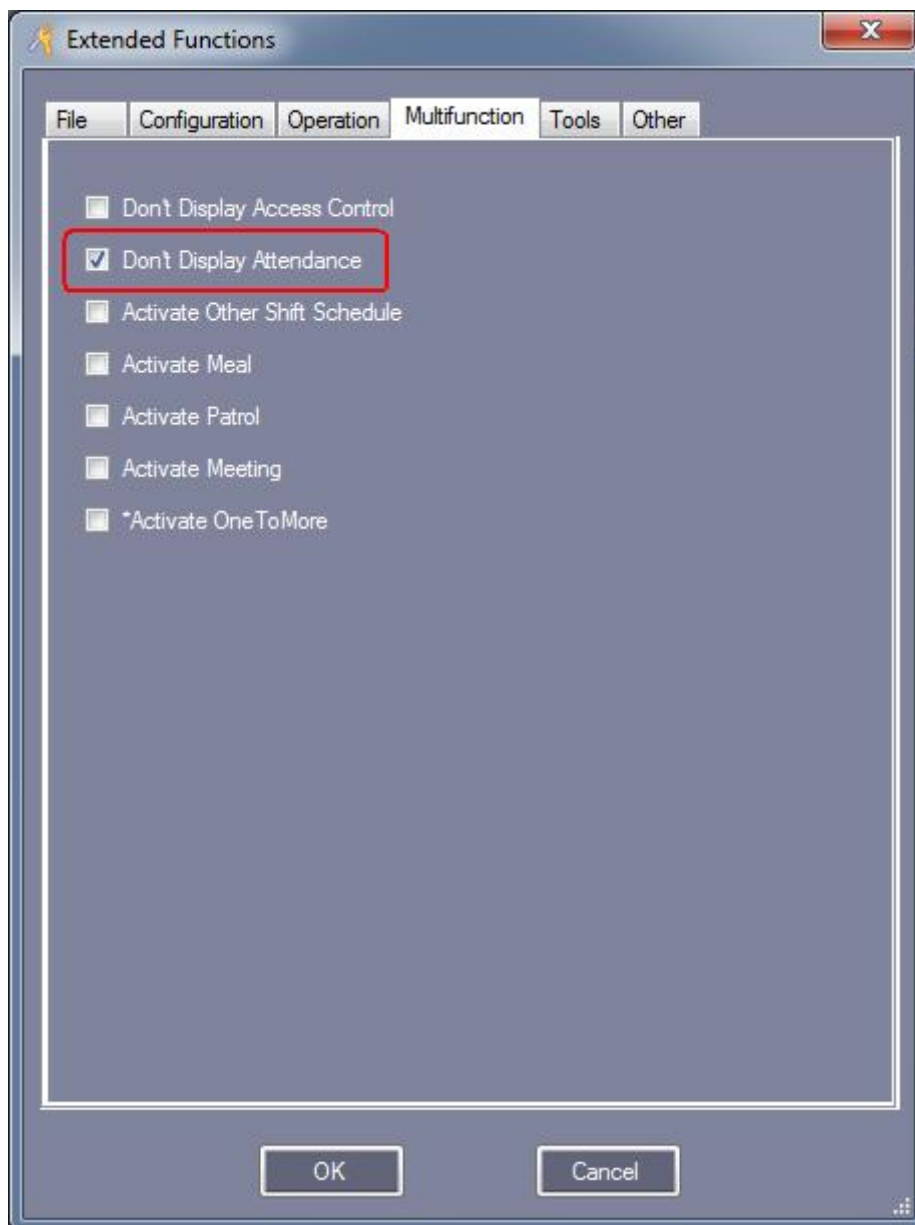 Extended Functions
File Configuration Operation Multifunction Tools Other
Don't Display Access Control
Don't Display Attendance
Activate Other Shift Schedule
Activate Meal
Activate Patrol
Activate Meeting
*Activate OneToMore
OK Cancel